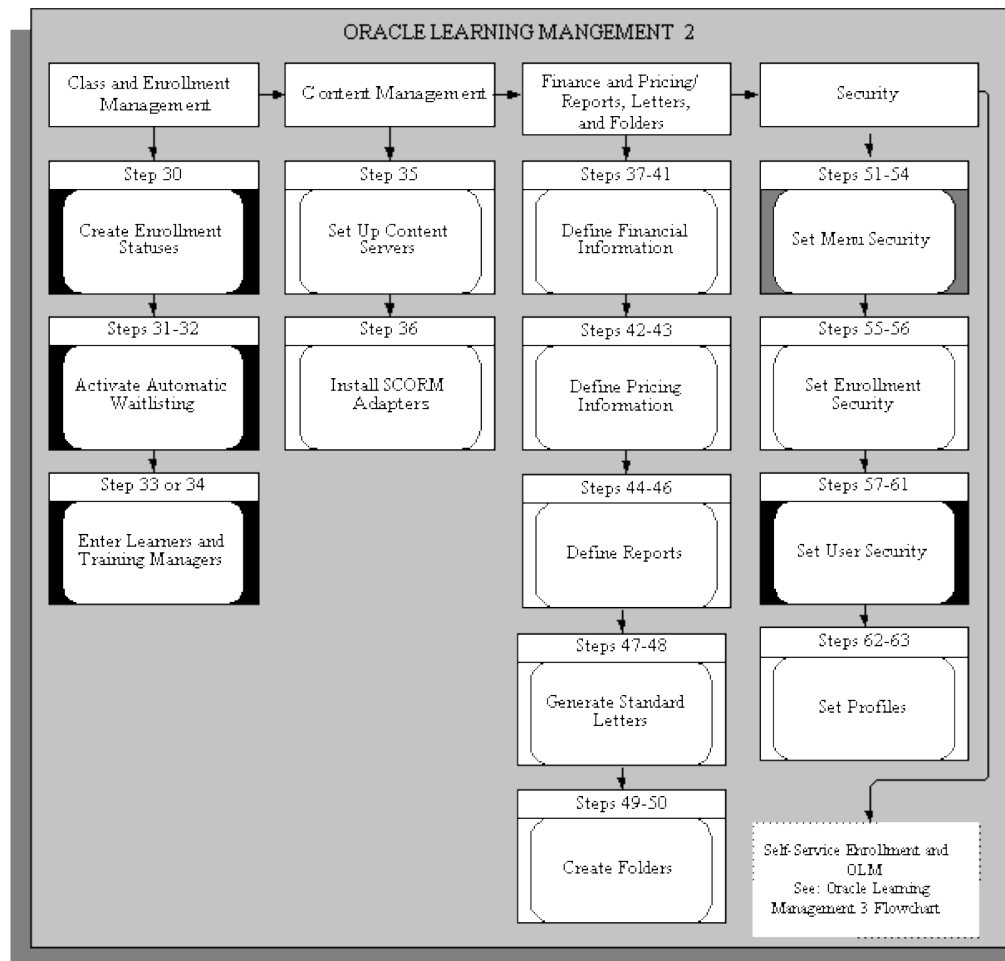 ORACLE LEARNING MANGEMENT 2
Class and Enrollment
Management
Step 30
Create Enrollment
Statuses
Steps 31-32
Activate Automatic
Waitlisting
Step 33 or 34
Enter Learners and
Training Managers
Content Management
Step 35
Set Up Content
Servers
Step 36
Install SCORM
Adapters
Finance and Pricing/
Reports, Letters,
and Folders
Steps 37-41
Define Financial
Information
Steps 42-43
Define Pricing
Information
Steps 44-46
Define Reports
Steps 47-48
Generate Standard
Letters
Steps 49-50
Create Folders
Security
Steps 51-54
Set Menu Security
Steps 55-56
Set Enrollment
Security
Steps 57-61
Set User Security
Steps 62-63
Set Profiles
Self-Service Enrollment and
OLM
See: Oracle Learning
Management 3 Flowchart